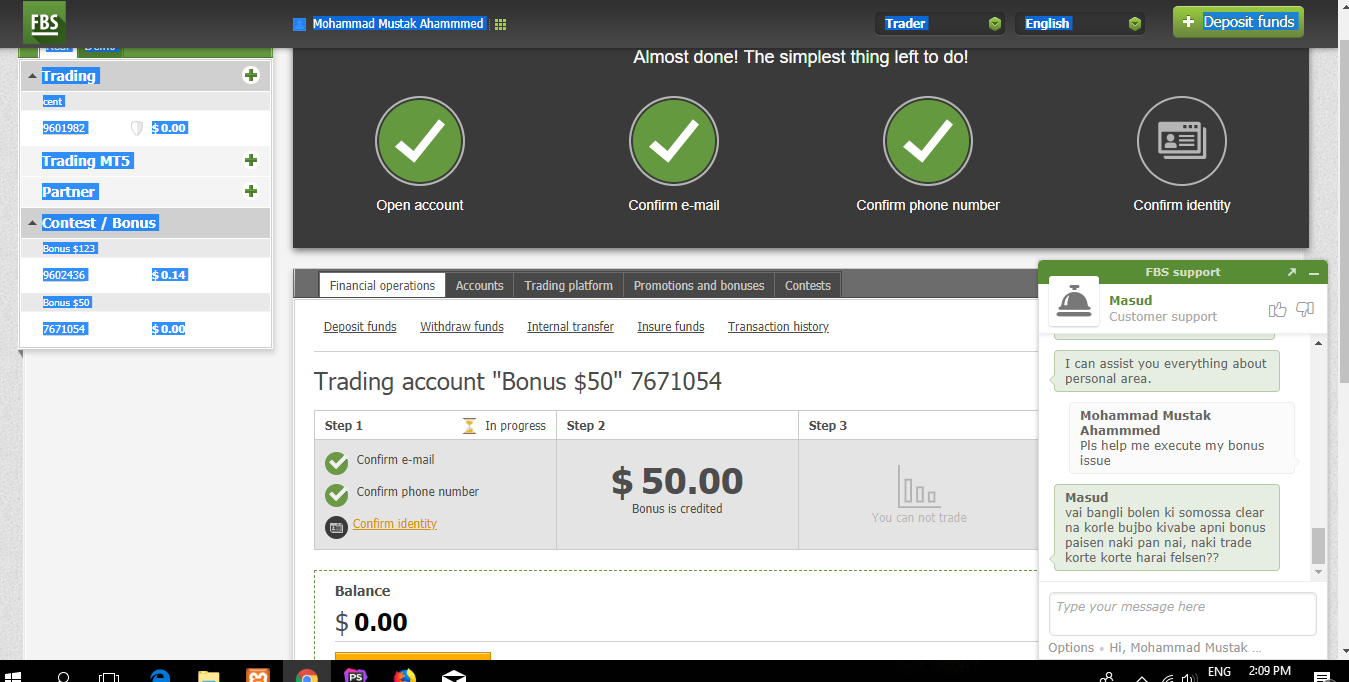 FBS
Mohammad Mustak Ahammmed
Trader
English
Deposit funds
Real Demo
Trading
cent
9601982 $ 0.00
Trading MT5
Partner
Contest / Bonus
Bonus $123
9602436 $ 0.14
Bonus $50
7671054 $ 0.00
Almost done! The simplest thing left to do!
Open account
Confirm e-mail
Confirm phone number
Confirm identity
Financial operations
Accounts
Trading platform
Promotions and bonuses
Contests
Deposit funds
Withdraw funds
Internal transfer
Insure funds
Transaction history
Trading account "Bonus $50" 7671054
Step 1
In progress
Confirm e-mail
Confirm phone number
Confirm identity
Step 2
$ 50.00
Bonus is credited
Step 3
You can not trade
Balance
$ 0.00
FBS support
Masud
Customer support
I can assist you everything about
personal area.
Mohammad Mustak
Ahammmed
Pls help me execute my bonus
issue
Masud
vai bangli bolen ki somossa clear
na korle bujbo kivabe apni bonus
paisen naki pan nai, naki trade
korte korte harai felsen??
Type your message here
Options • Hi, Mohammad Mustak ...
PS
ENG
2:09 PM